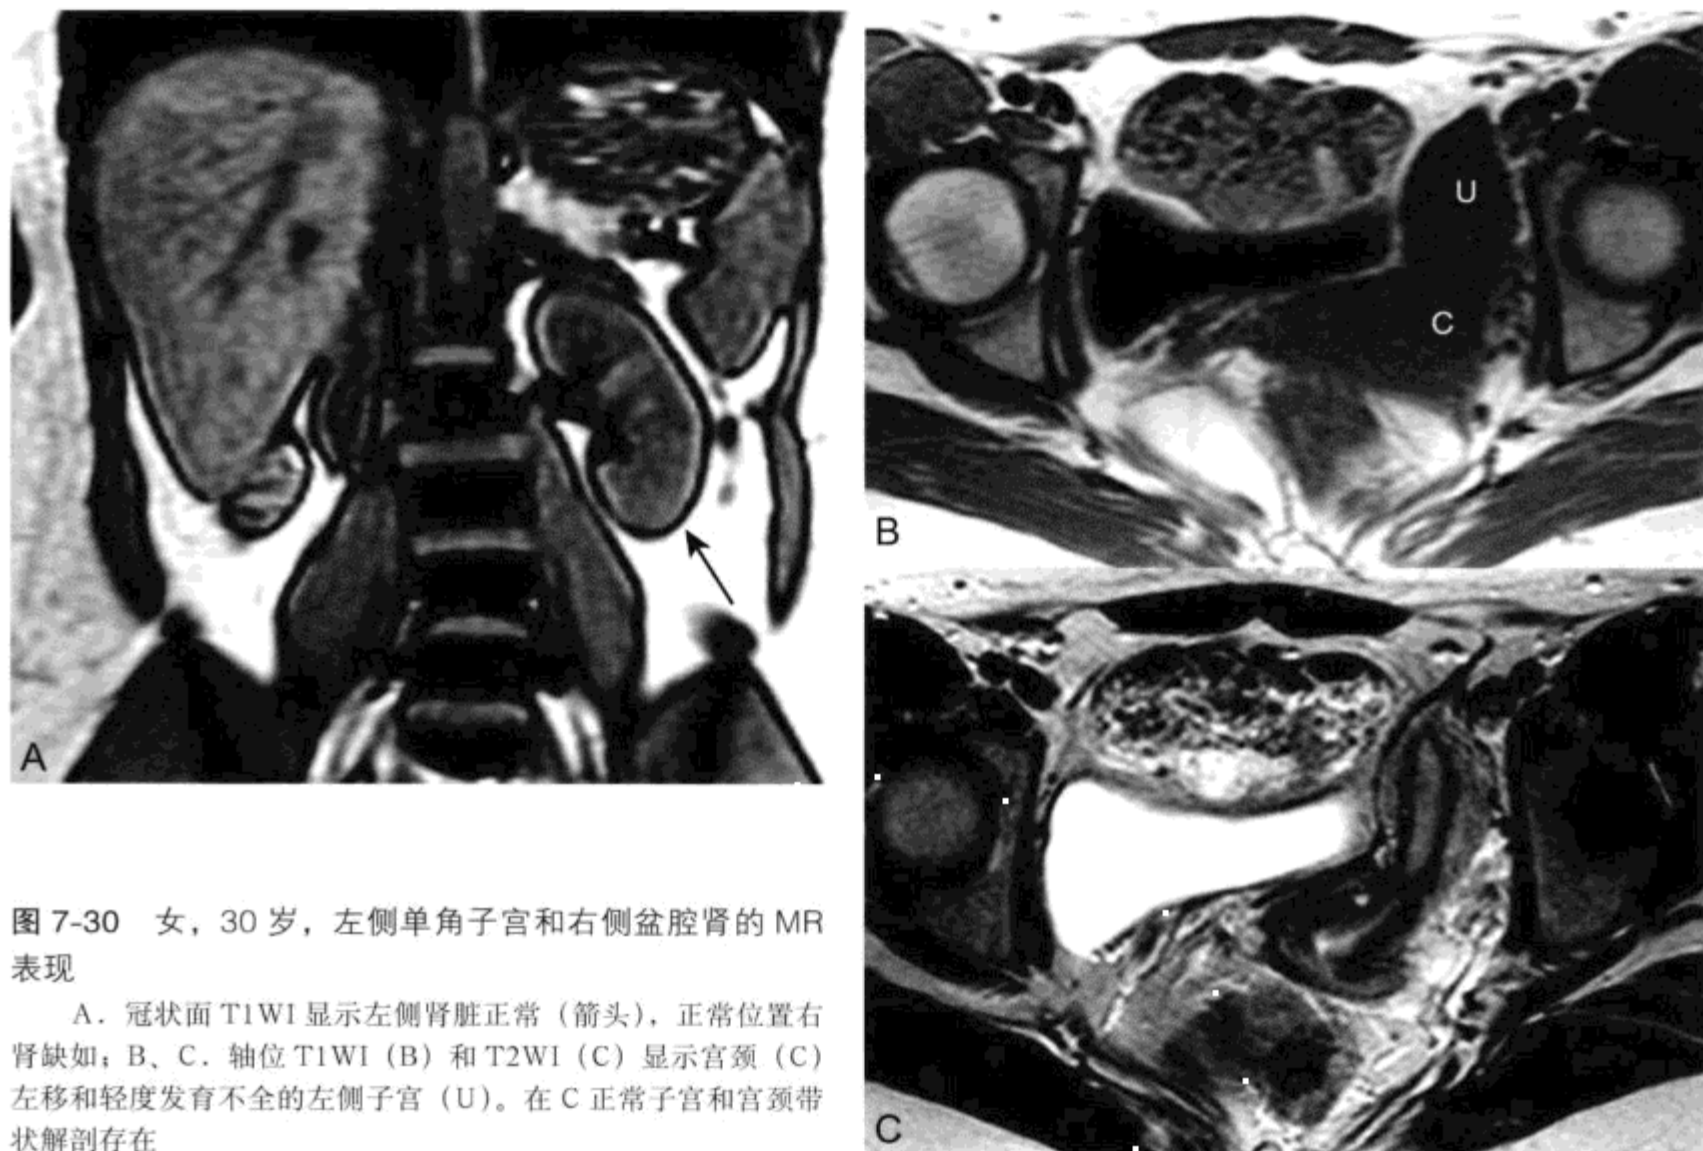 U
C
B
A
C
图 7-30 女，30 岁，左侧单角子宫和右侧盆腔肾的 MR
表现
A．冠状面 T1WI 显示左侧肾脏正常（箭头），正常位置右
肾缺如；B、C．轴位 T1WI（B）和 T2WI（C）显示宫颈（C）
左移和轻度发育不全的左侧子宫（U）。在 C 正常子宫和宫颈带
状解剖存在